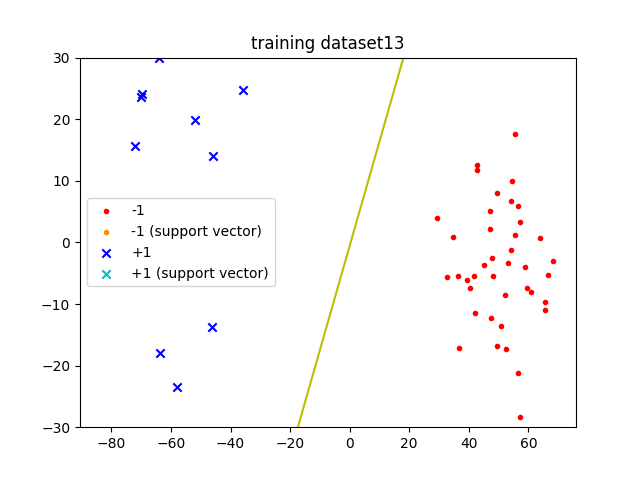 training dataset13
30
20
10
0
−10
−20
−30
-1
-1 (support vector)
+1
+1 (support vector)
−80 −60 −40 −20 0 20 40 60